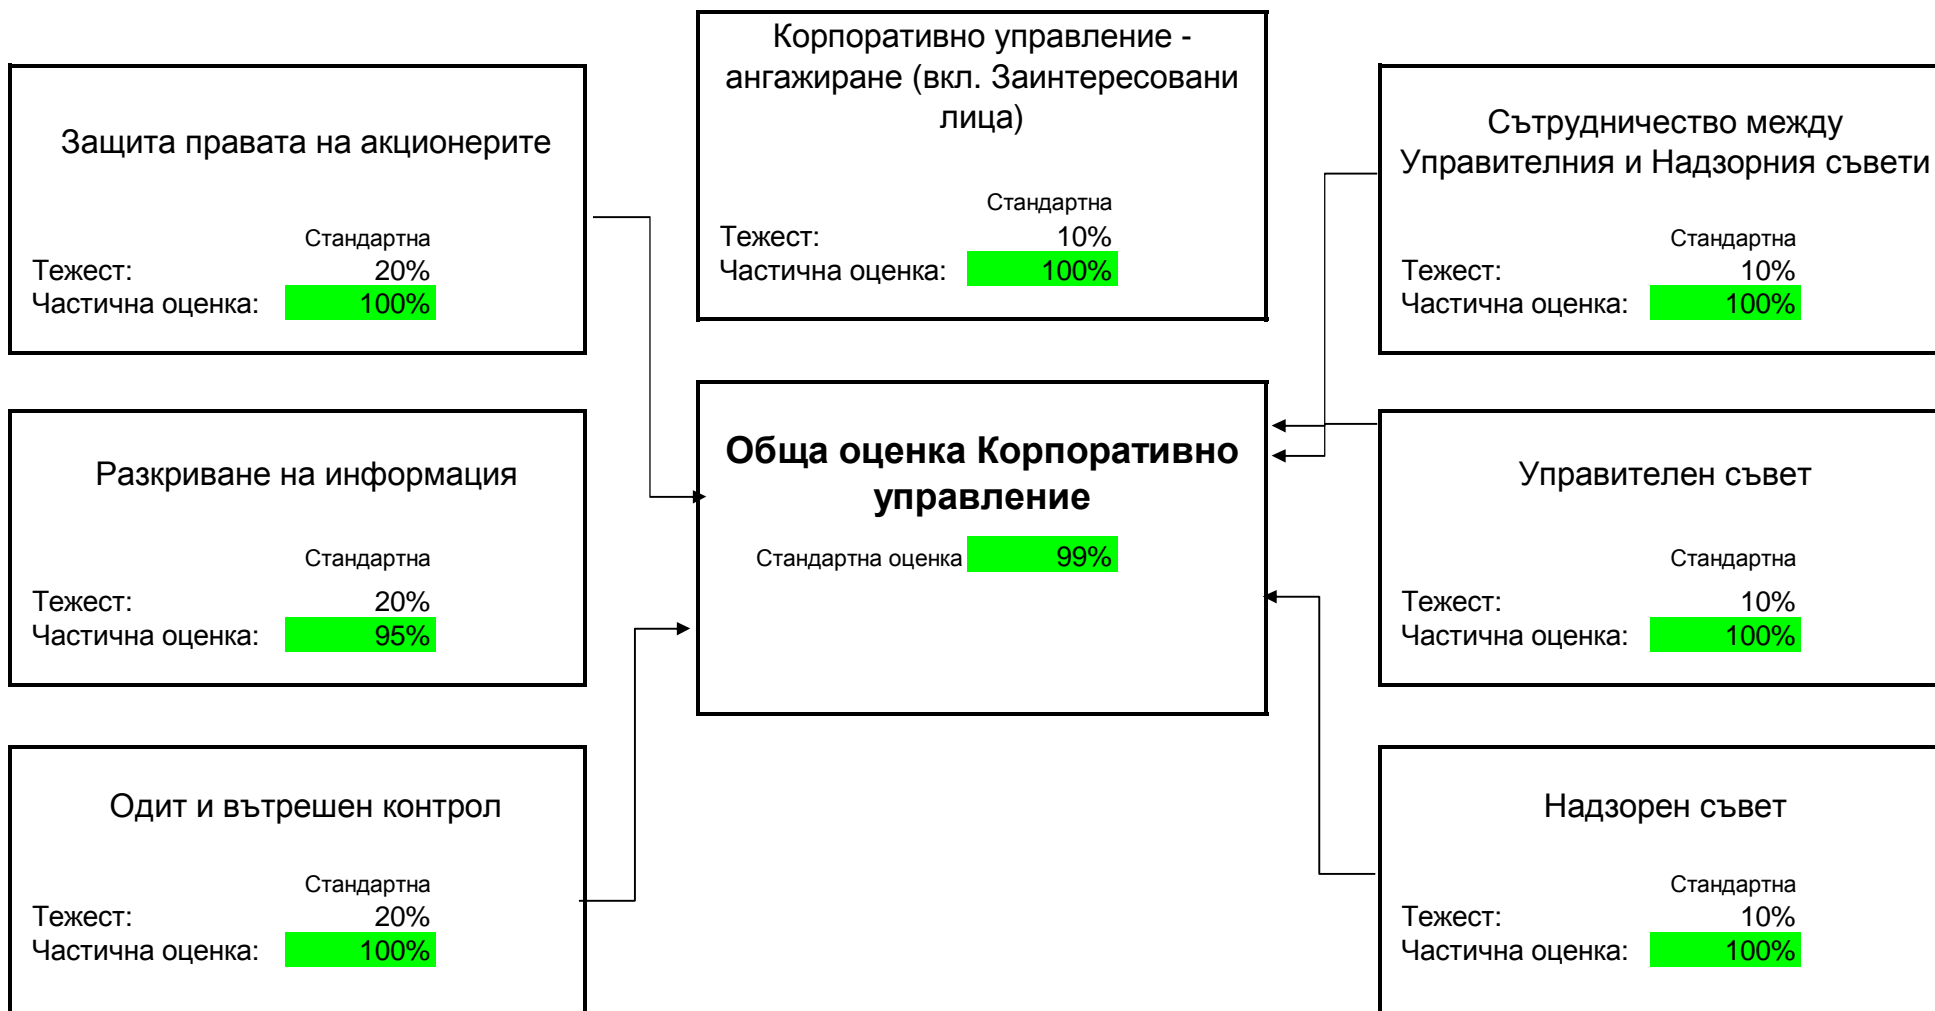 Корпоративно управление -
ангажиране (вкл. Заинтересовани
лица)
Стандартна
Тежест: 10%
Частична оценка: 100%
Защита правата на акционерите
Стандартна
Тежест: 20%
Частична оценка: 100%
Сътрудничество между
Управителния и Надзорния съвети
Стандартна
Тежест: 10%
Частична оценка: 100%
Разкриване на информация
Стандартна
Тежест: 20%
Частична оценка: 95%
Обща оценка Корпоративно
управление
Стандартна оценка 99%
Управителен съвет
Стандартна
Тежест: 10%
Частична оценка: 100%
Одит и вътрешен контрол
Стандартна
Тежест: 20%
Частична оценка: 100%
Надзорен съвет
Стандартна
Тежест: 10%
Частична оценка: 100%